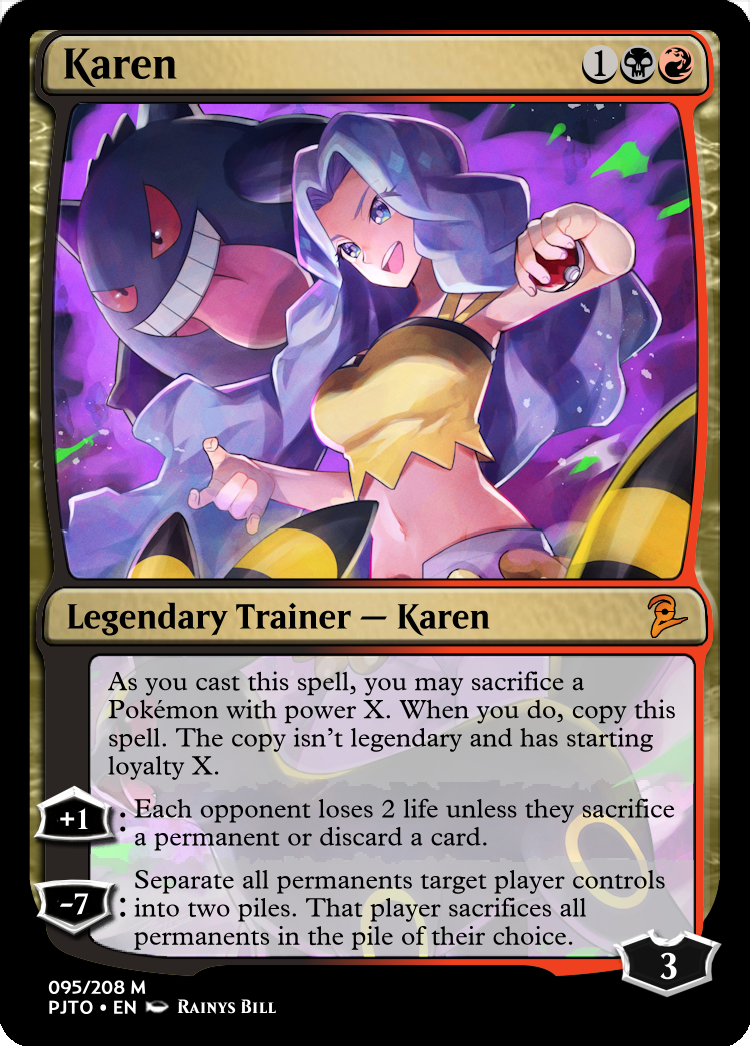 Karen
1
Legendary Trainer — Karen
As you cast this spell, you may sacrifice a
Pokémon with power X. When you do, copy this
spell. The copy isn't legendary and has starting
loyalty X.
+1
: Each opponent loses 2 life unless they sacrifice
a permanent or discard a card.
–7
: Separate all permanents target player controls
into two piles. That player sacrifices all
permanents in the pile of their choice.
3
095/208 M
PJTO • EN RAINYS BILL